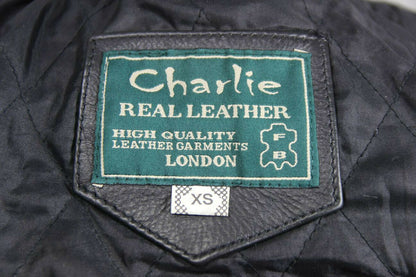 Charlie
REAL LEATHER
HIGH QUALITY
LEATHER GARMENTS
LONDON
F
B
XS